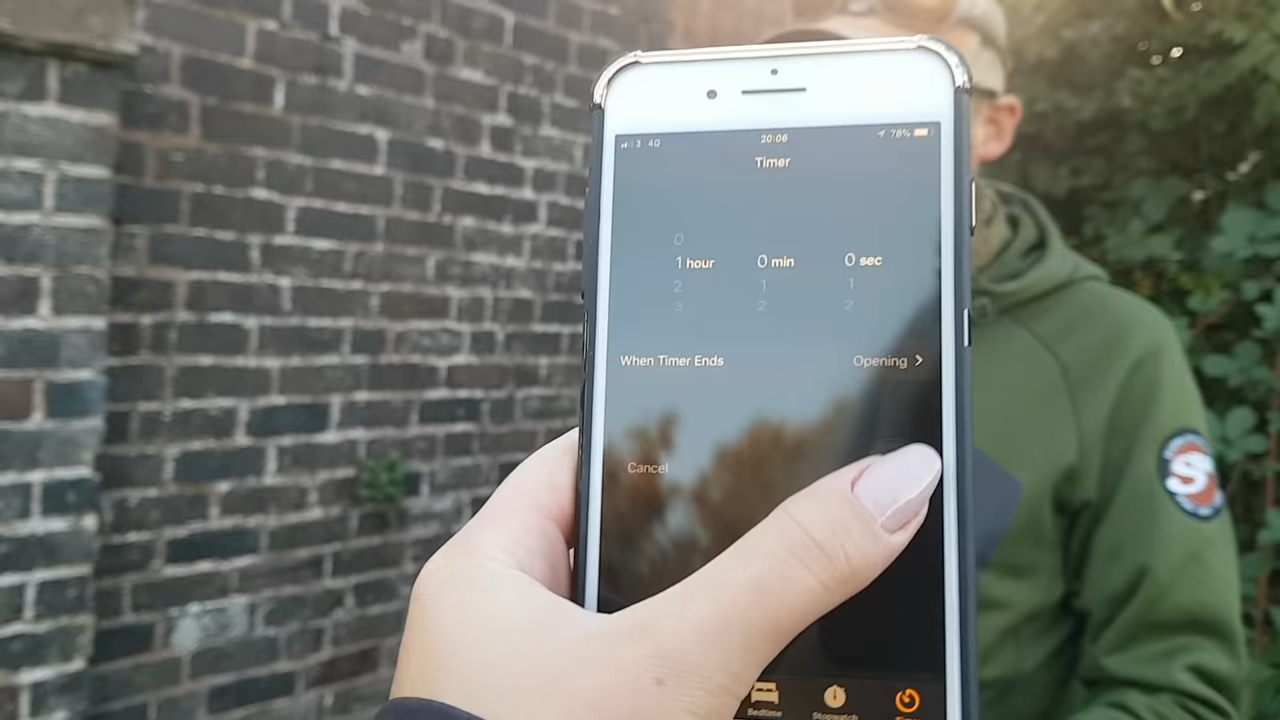 3 4G 20:06 78%
Timer
0
1 hour 0 min 0 sec
2 1 1
3 2 2
When Timer Ends Opening
Cancel
Bedtime Stopwatch Timer
S